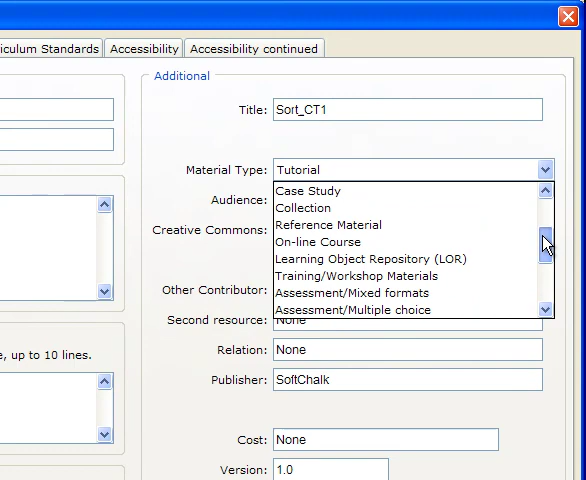 iculum Standards Accessibility Accessibility continued
Additional
Title: Sort_CT1
Material Type: Tutorial
Case Study
Audience:
Collection
Reference Material
Creative Commons:
On-line Course
Learning Object Repository (LOR)
Training/Workshop Materials
Other Contributor: Assessment/Mixed formats
Assessment/Multiple choice
Second resource: None
Relation: None
e, up to 10 lines.
Publisher: SoftChalk
Cost: None
Version: 1.0